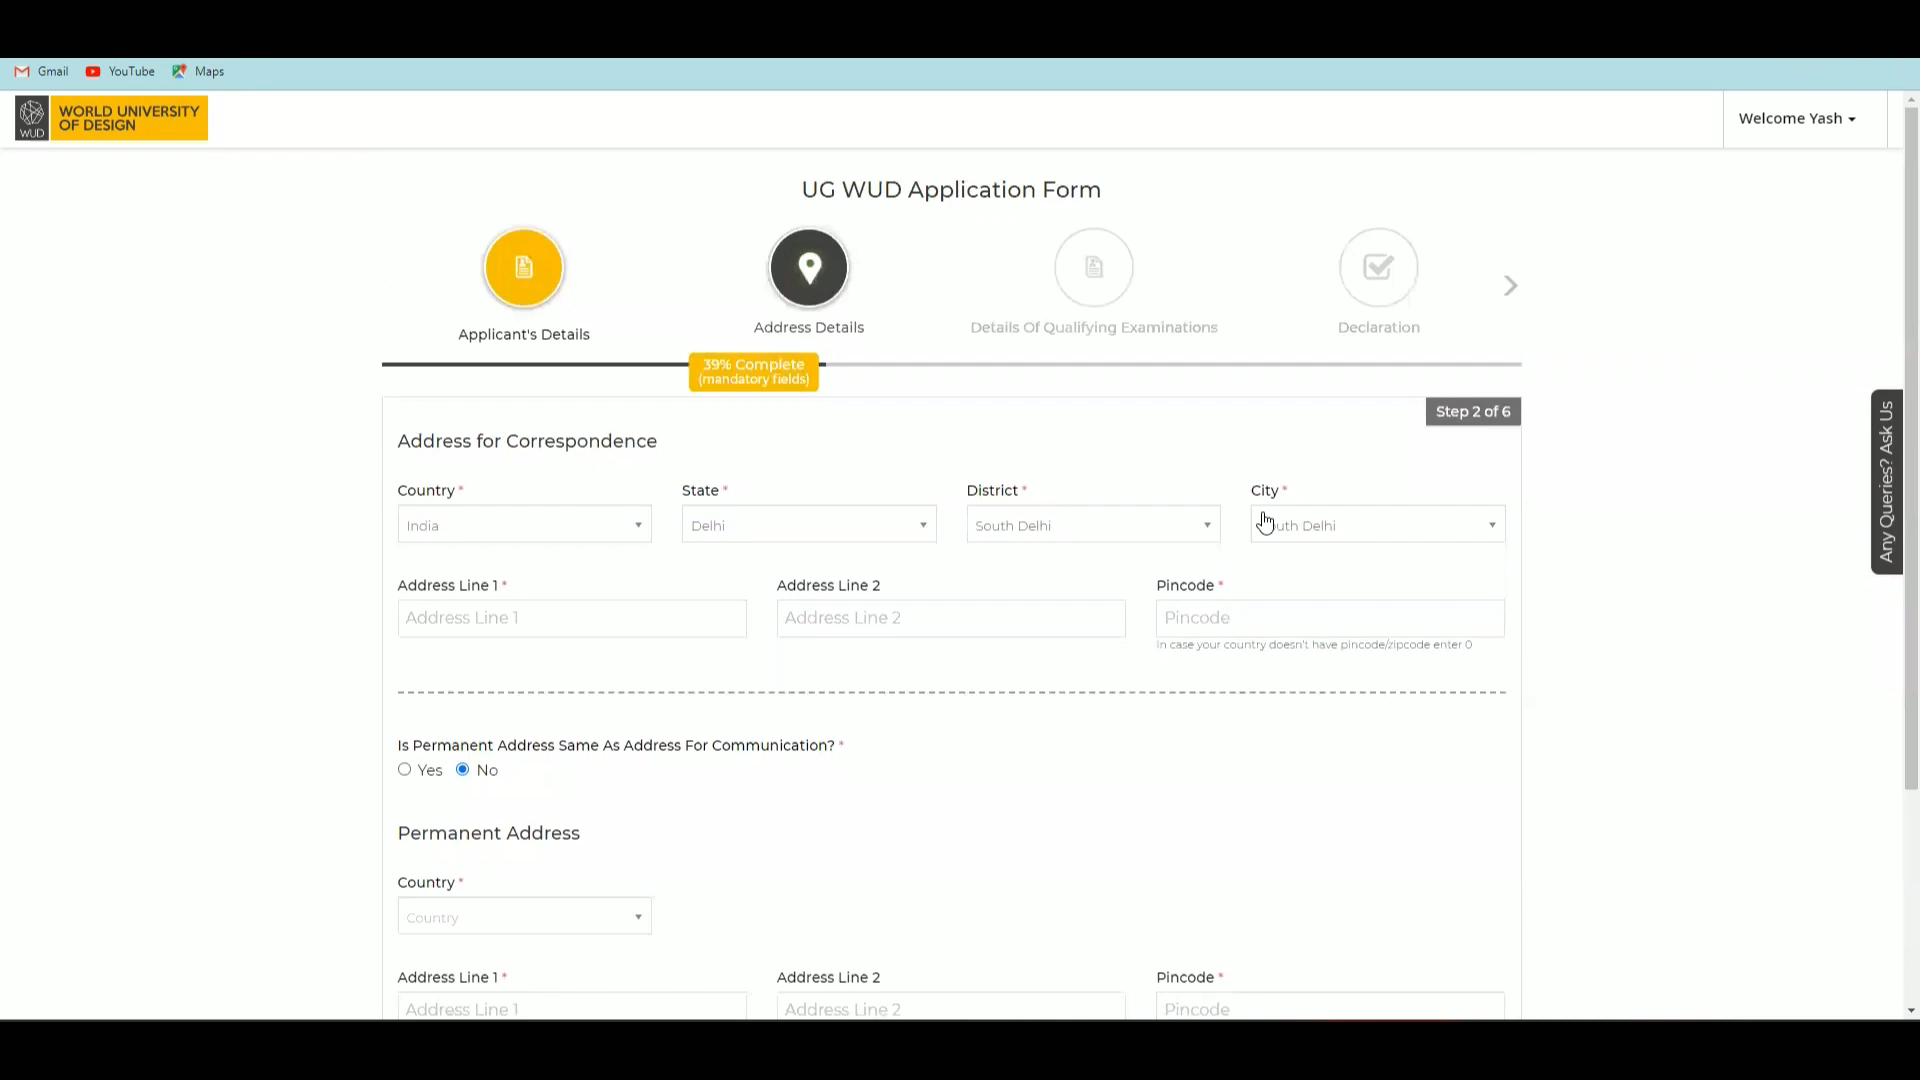 Gmail YouTube Maps
WUD
WORLD UNIVERSITY
OF DESIGN
Welcome Yash
UG WUD Application Form
Applicant's Details Address Details Details Of Qualifying Examinations Declaration
39% Complete
(mandatory fields)
Step 2 of 6
Any Queries? Ask Us
Address for Correspondence
Country * State * District * City *
India Delhi South Delhi uth Delhi
Address Line 1 * Address Line 2 Pincode *
Address Line 1 Address Line 2 Pincode
In case your country doesn't have pincode/zipcode enter 0
Is Permanent Address Same As Address For Communication? *
Yes No
Permanent Address
Country *
Country
Address Line 1 * Address Line 2 Pincode *
Address Line 1 Address Line 2 Pincode